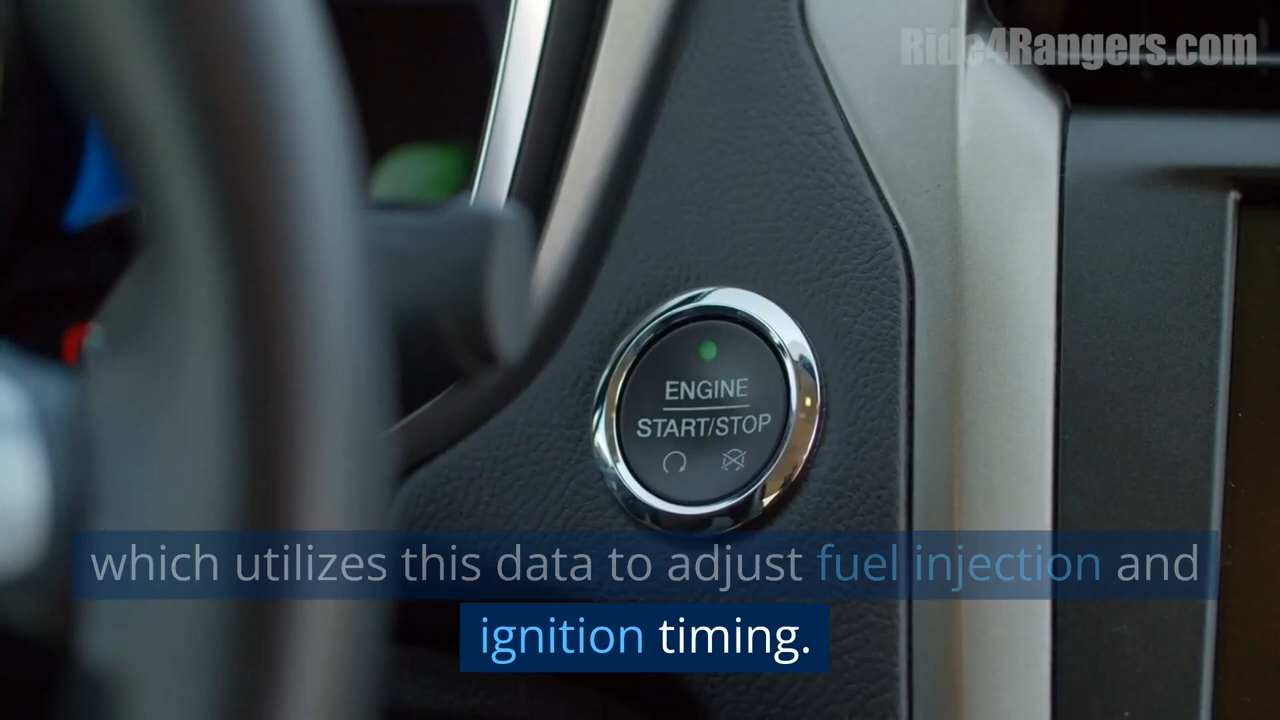 Ride4Rangers.com
ENGINE
START/STOP
which utilizes this data to adjust fuel injection and
ignition timing.